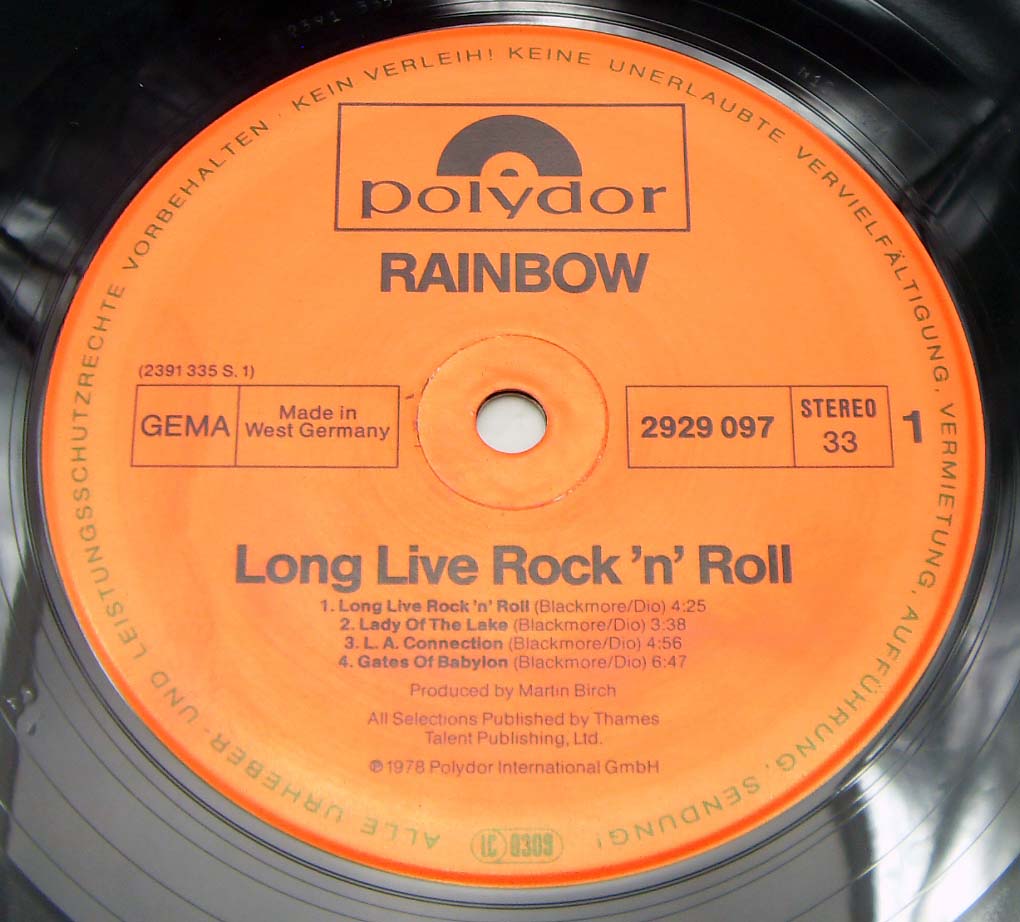 ALLE URHEBER- UND LEISTUNGSSCHUTZRECHTE VORBEHALTEN · KEIN VERLEIH! KEINE UNERLAUBTE VERVIELFÄLTIGUNG, VERMIETUNG, AUFFÜHRUNG, SENDUNG!
polydor
RAINBOW
(2391 335 S. 1)
GEMA
Made in
West Germany
2929 097
STEREO
33
1
Long Live Rock 'n' Roll
1. Long Live Rock 'n' Roll (Blackmore/Dio) 4:25
2. Lady Of The Lake (Blackmore/Dio) 3:38
3. L.A. Connection (Blackmore/Dio) 4:56
4. Gates Of Babylon (Blackmore/Dio) 6:47
Produced by Martin Birch
All Selections Published by Thames
Talent Publishing, Ltd.
℗ 1978 Polydor International GmbH
LC 0309